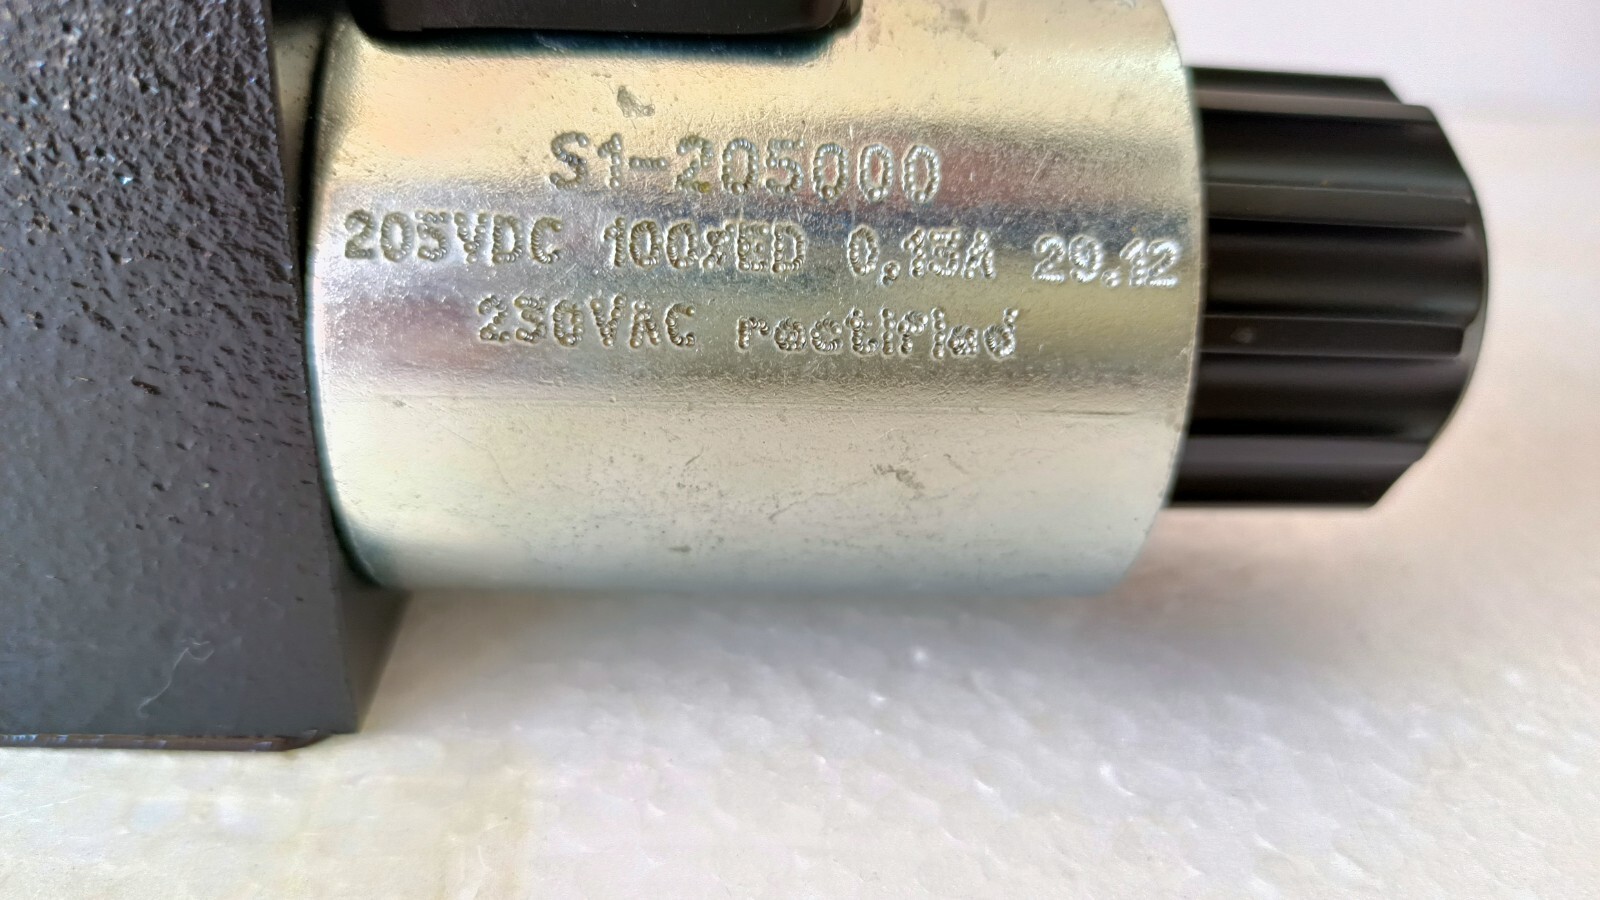 S1-205000
205VDC 100%ED 0,15A 29.12
230VAC rectified